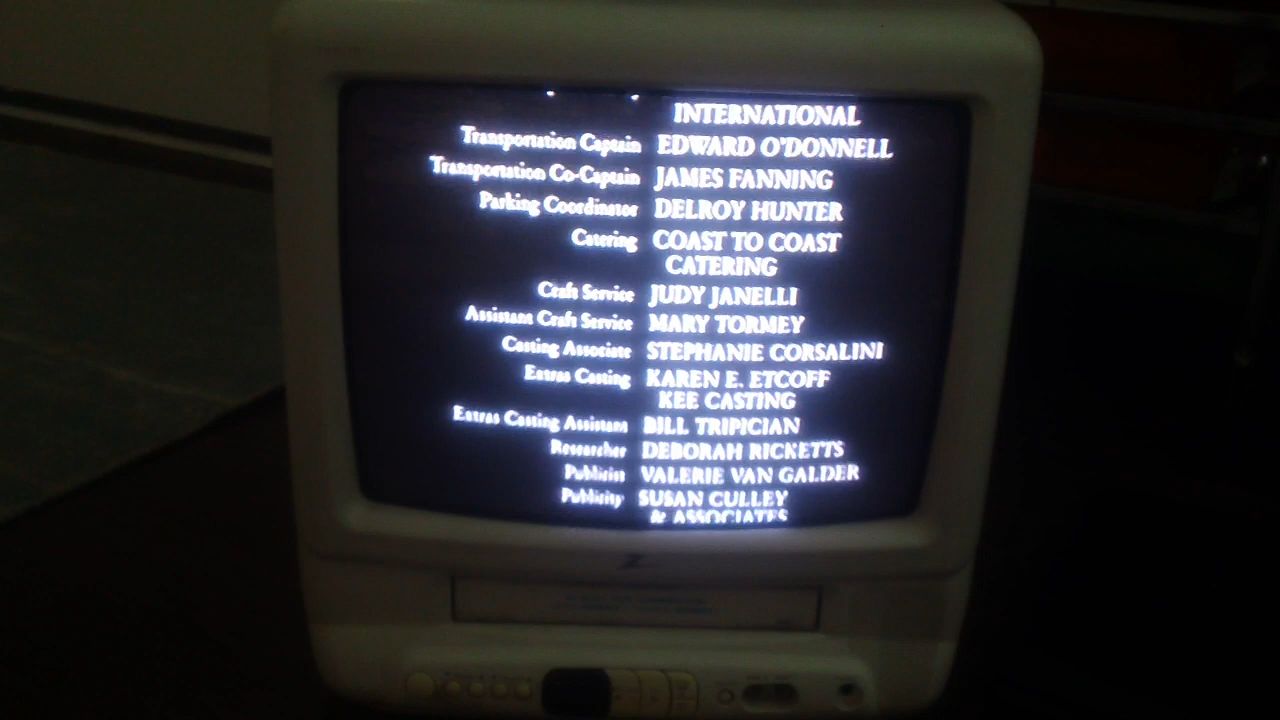 INTERNATIONAL
Transportation Captain EDWARD O'DONNELL
Transportation Co-Captain JAMES FANNING
Parking Coordinator DELROY HUNTER
Catering COAST TO COAST
CATERING
Craft Service JUDY JANELLI
Assistant Craft Service MARY TORMEY
Casting Associate STEPHANIE CORSALINI
Extras Casting KAREN E. ETCOFF
KEE CASTING
Extras Casting Assistant BILL TRIPICIAN
Researcher DEBORAH RICKETTS
Publicist VALERIE VAN GALDER
Publicity SUSAN CULLEY
& ASSOCIATES
Z